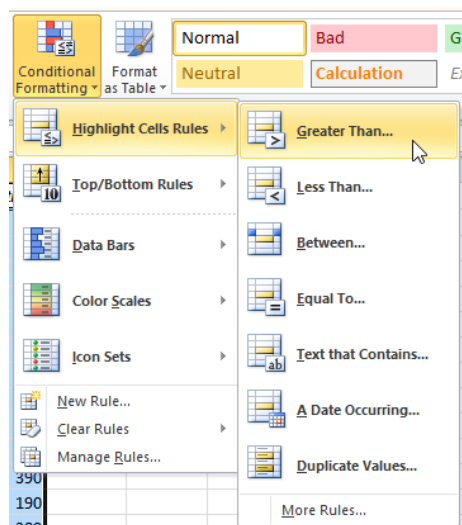 Normal
Bad
G
Conditional Formatting
Format as Table
Neutral
Calculation
E
Highlight Cells Rules
Top/Bottom Rules
Data Bars
Color Scales
Icon Sets
New Rule...
Clear Rules
Manage Rules...
Greater Than...
Less Than...
Between...
Equal To...
Text that Contains...
A Date Occurring...
Duplicate Values...
More Rules...
10
ab
390
190